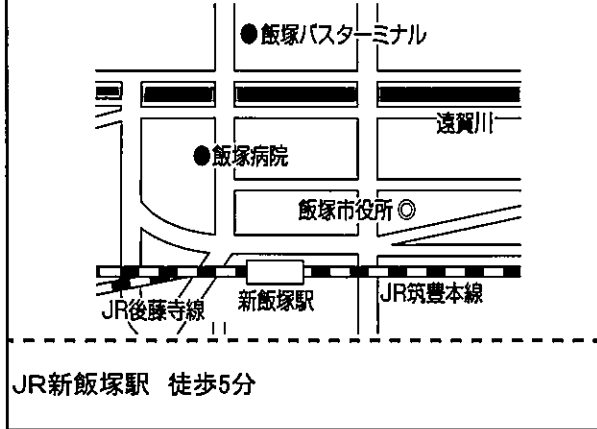 ●飯塚バスターミナル
遠賀川
●飯塚病院
飯塚市役所◎
新飯塚駅
JR筑豊本線
JR後藤寺線
JR新飯塚駅 徒歩5分